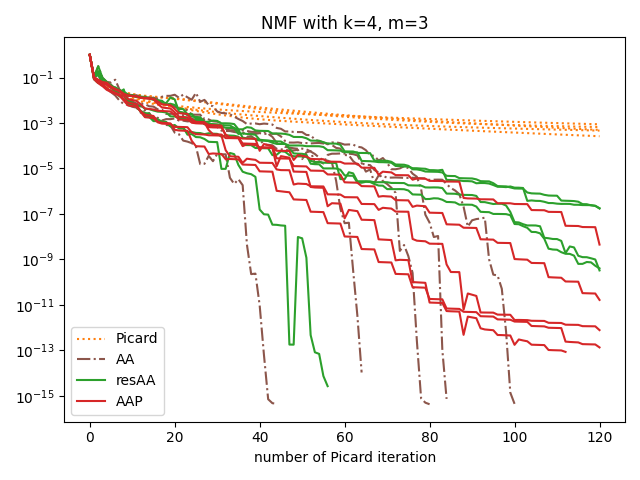 NMF with k=4, m=3
10⁻¹
10⁻³
10⁻⁵
10⁻⁷
10⁻⁹
10⁻¹¹
10⁻¹³
10⁻¹⁵
Picard
AA
resAA
AAP
0 20 40 60 80 100 120
number of Picard iteration